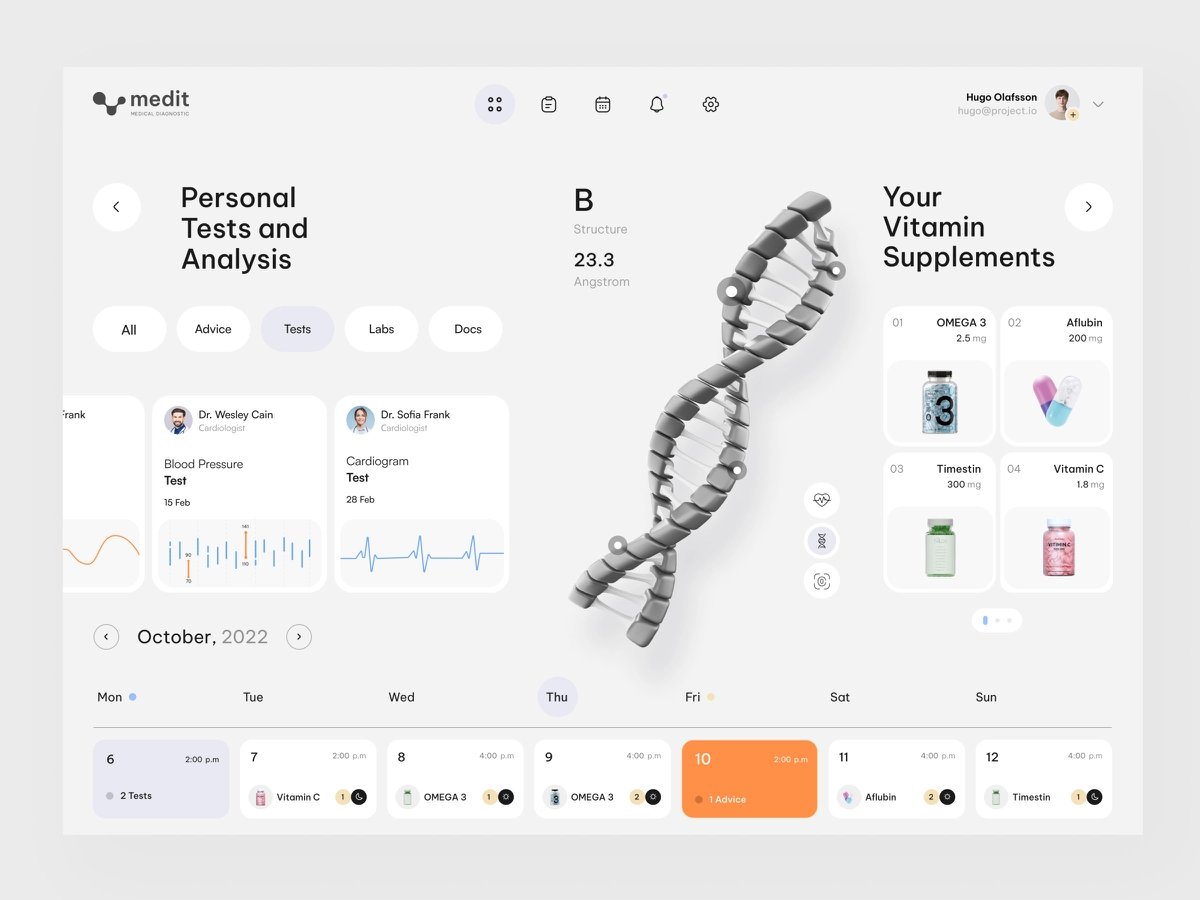 medit
MEDICAL DIAGNOSTIC
Hugo Olafsson
hugo@project.io
Personal
Tests and
Analysis
All
Advice
Tests
Labs
Docs
Frank
Dr. Wesley Cain
Cardiologist
Blood Pressure
Test
15 Feb
141
90
110
70
Dr. Sofia Frank
Cardiologist
Cardiogram
Test
28 Feb
B
Structure
23.3
Angstrom
Your
Vitamin
Supplements
01
OMEGA 3
2.5 mg
3
02
Aflubin
200 mg
03
Timestin
300 mg
04
Vitamin C
1.8 mg
VITAMIN C
October, 2022
Mon
Tue
Wed
Thu
Fri
Sat
Sun
6
2:00 p.m
2 Tests
7
2:00 p.m
Vitamin C
1
8
4:00 p.m
OMEGA 3
1
9
4:00 p.m
OMEGA 3
2
10
2:00 p.m
1 Advice
11
4:00 p.m
Aflubin
2
12
4:00 p.m
Timestin
1